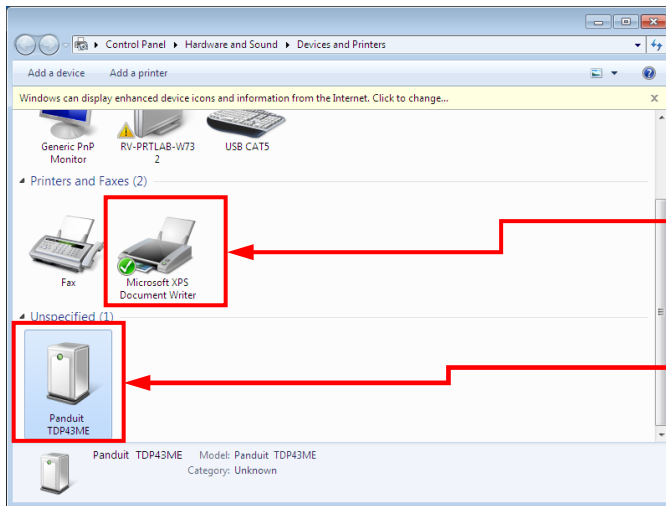 Control Panel ▸ Hardware and Sound ▸ Devices and Printers
Add a device Add a printer
Windows can display enhanced device icons and information from the Internet. Click to change...
Generic PnP
Monitor
RV-PRTLAB-W73
2
USB CAT5
Printers and Faxes (2)
Fax
Microsoft XPS
Document Writer
Unspecified (1)
Panduit
TDP43ME
Panduit TDP43ME Model: Panduit TDP43ME
Category: Unknown